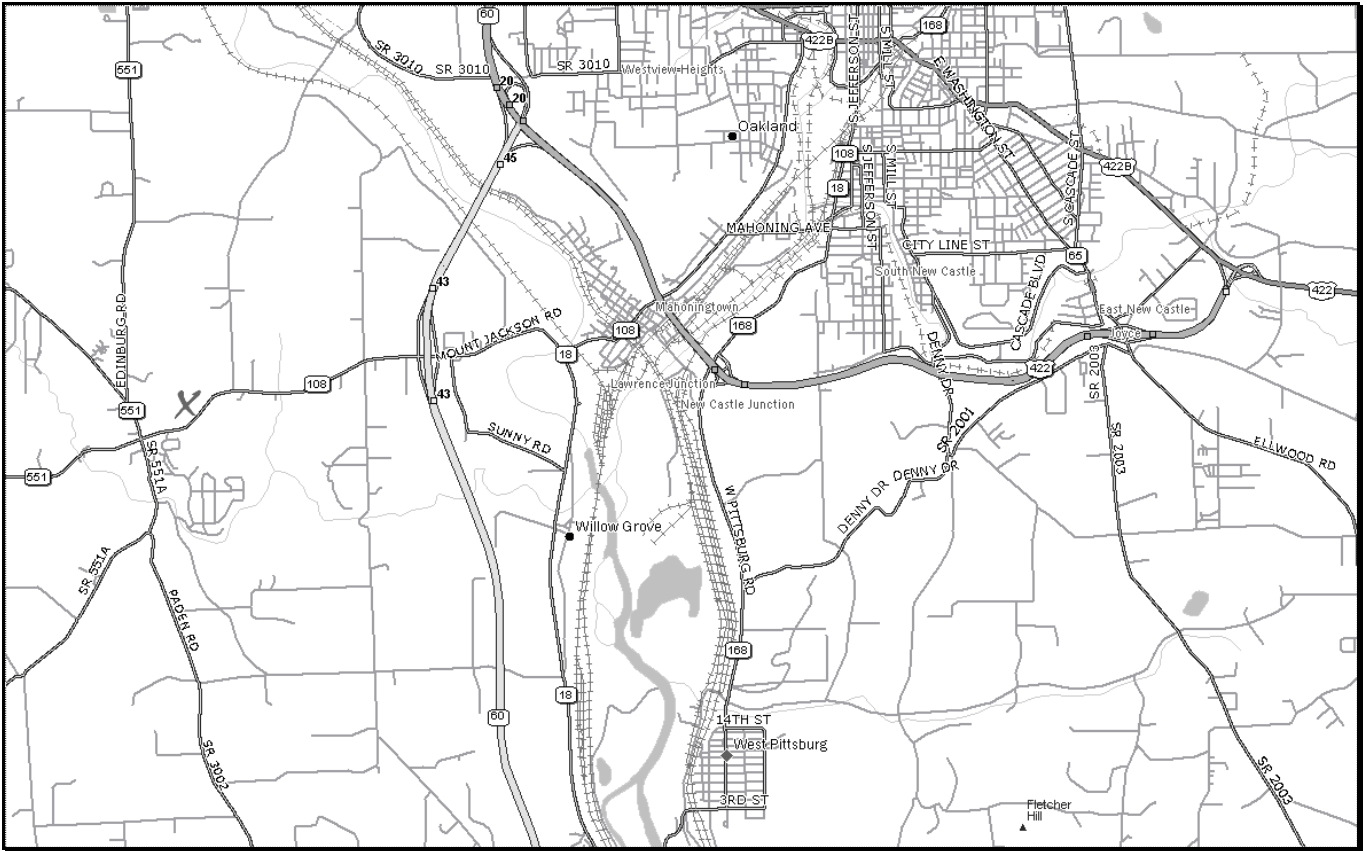 60
168
SR 3010
SR 3010
SR 3010
422B
S JEFFERSON ST
S MILL ST
E WASHINGTON ST
551
Westview Heights
20
20
Oakland
108
45
S JEFFERSON ST
S MILL ST
S CASCADE ST
422B
18
MAHONING AVE
CITY LINE ST
65
South New Castle
CASCADE BLVD
43
422
EDINBURG RD
Mahoningtown
East New Castle
Joyce
168
108
MOUNT JACKSON RD
18
DENNY DR
422
SR 2003
Lawrence Junction
108
43
New Castle Junction
551
SR 2001
SUNNY RD
SR 551A
SR 2003
ELLWOOD RD
551
DENNY DR
DENNY DR
W PITTSBURG RD
Willow Grove
SR 551A
PADEN RD
168
18
60
14TH ST
West Pittsburg
SR 3002
SR 2003
3RD ST
Fletcher
Hill